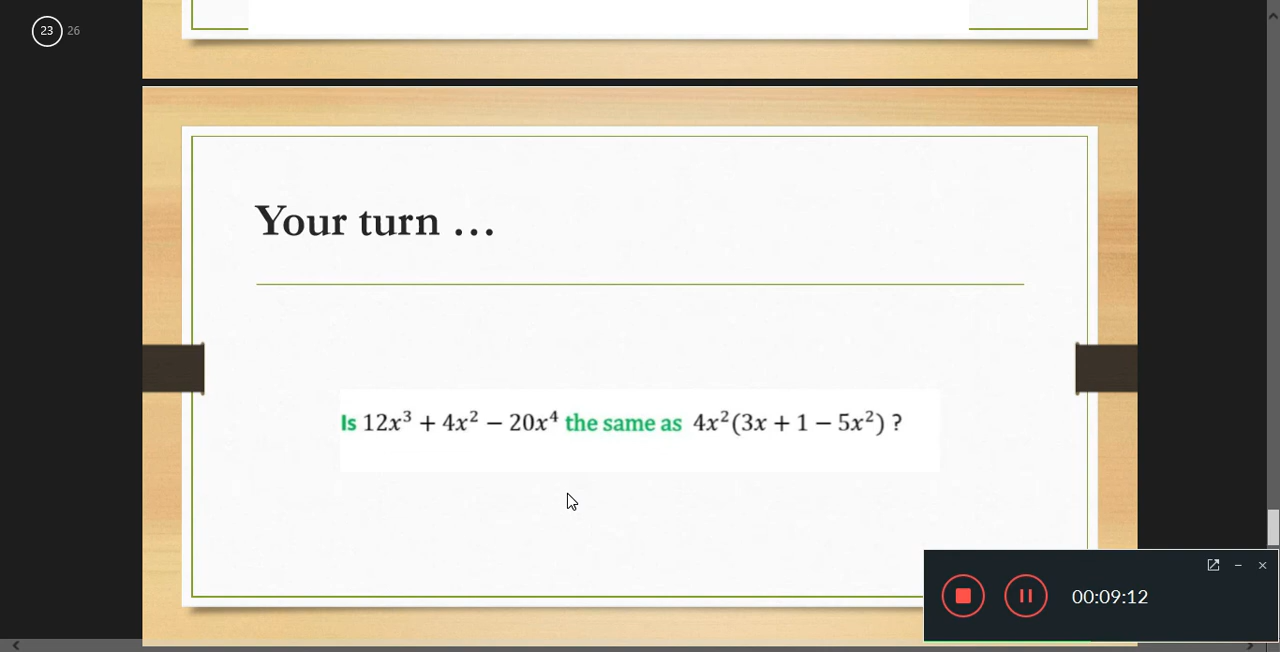 23 26
Your turn …
Is 12x³ + 4x² − 20x⁴ the same as 4x²(3x + 1 − 5x²) ?
00:09:12